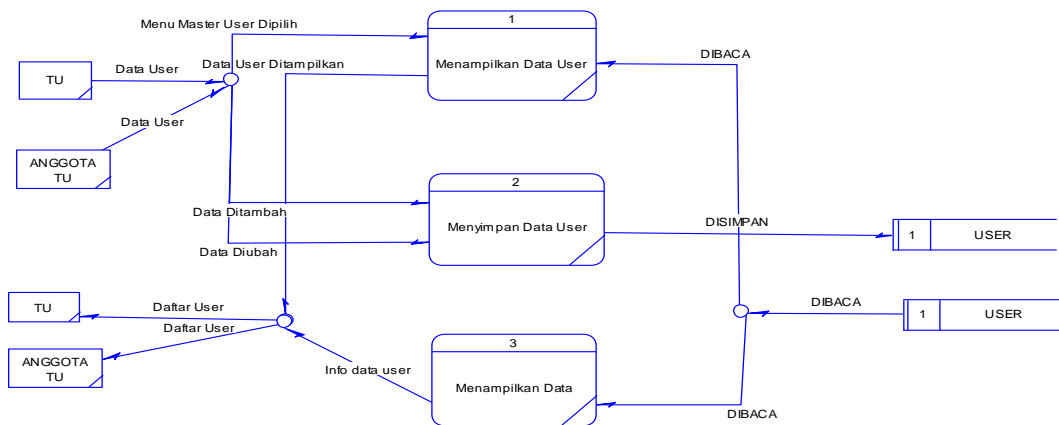 1
Menu Master User Dipilih
DIBACA
Data User Ditampilkan
Menampilkan Data User
TU
Data User
Data User
ANGGOTA
TU
2
Data Ditambah
Menyimpan Data User
DISIMPAN
1
USER
Data Diubah
TU
Daftar User
DIBACA
1
USER
Daftar User
3
ANGGOTA
TU
Info data user
Menampilkan Data
DIBACA